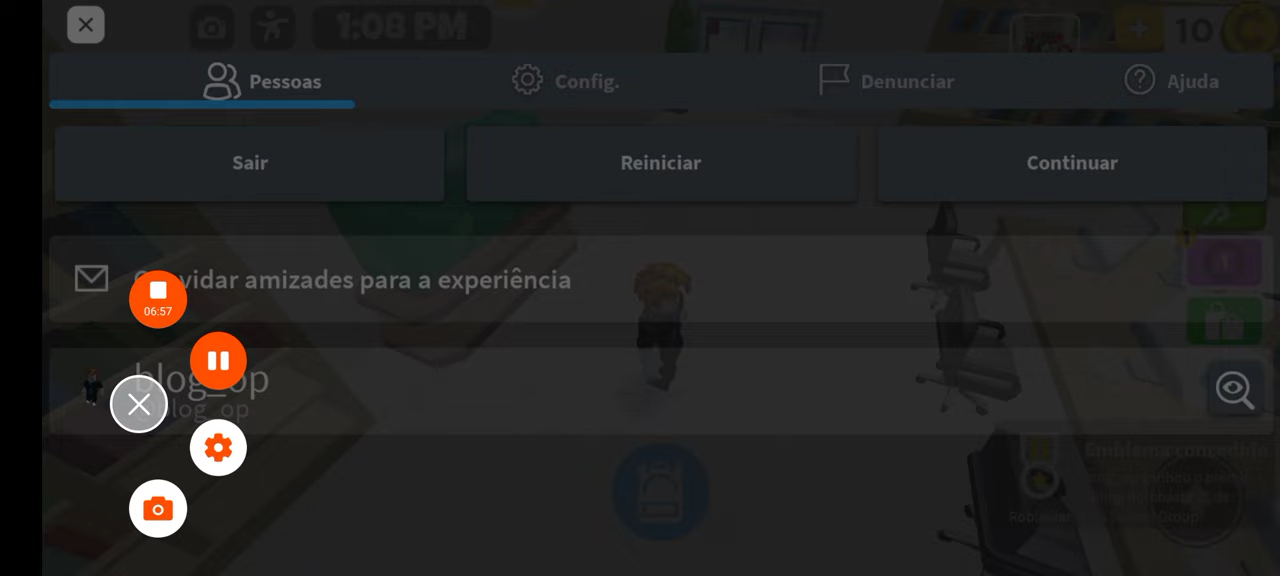 1:08 PM
10
Pessoas
Config.
Denunciar
Ajuda
Sair
Reiniciar
Continuar
amizades para a experiência
06:57
blog_op
Emblema concedido